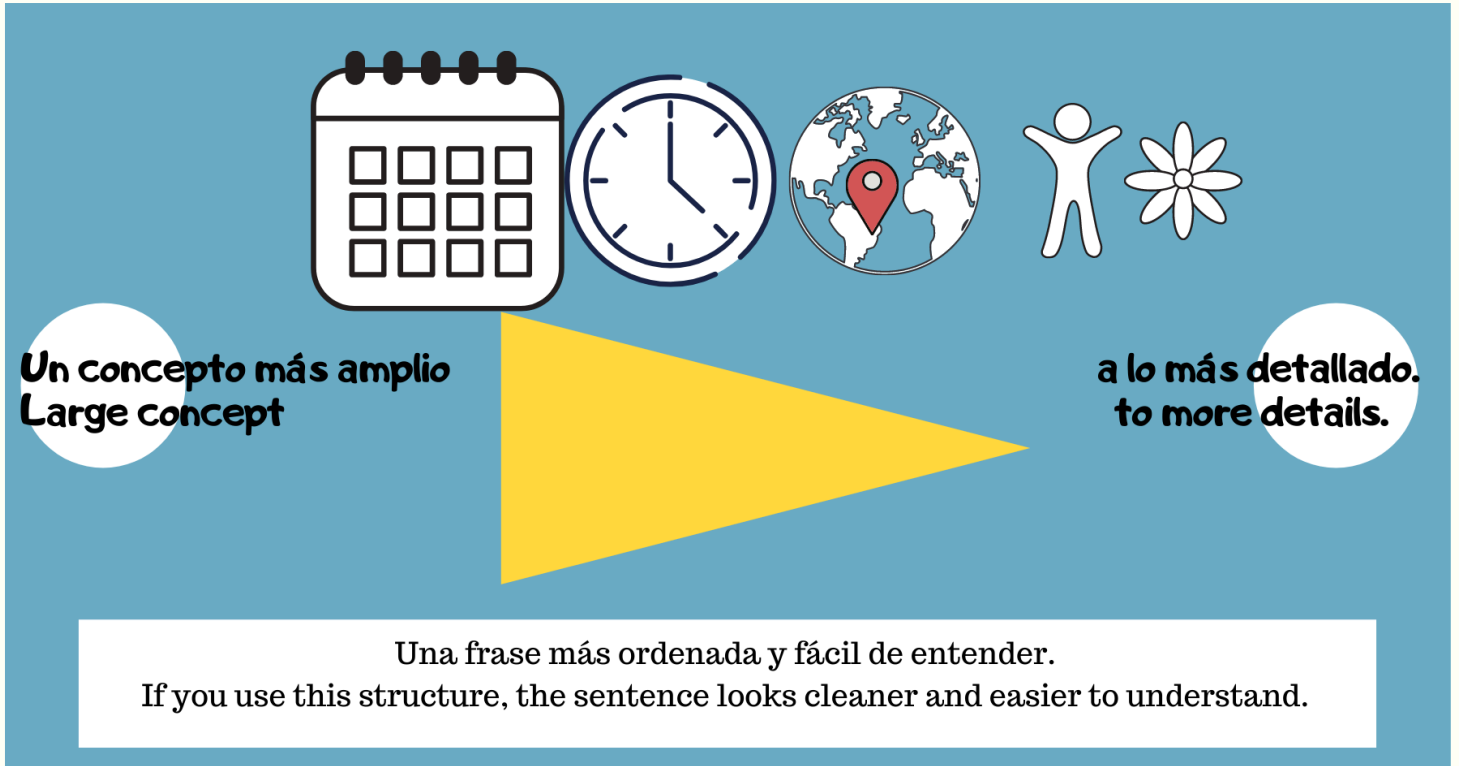 Un concepto más amplio
Large concept
a lo más detallado.
to more details.
Una frase más ordenada y fácil de entender.
If you use this structure, the sentence looks cleaner and easier to understand.